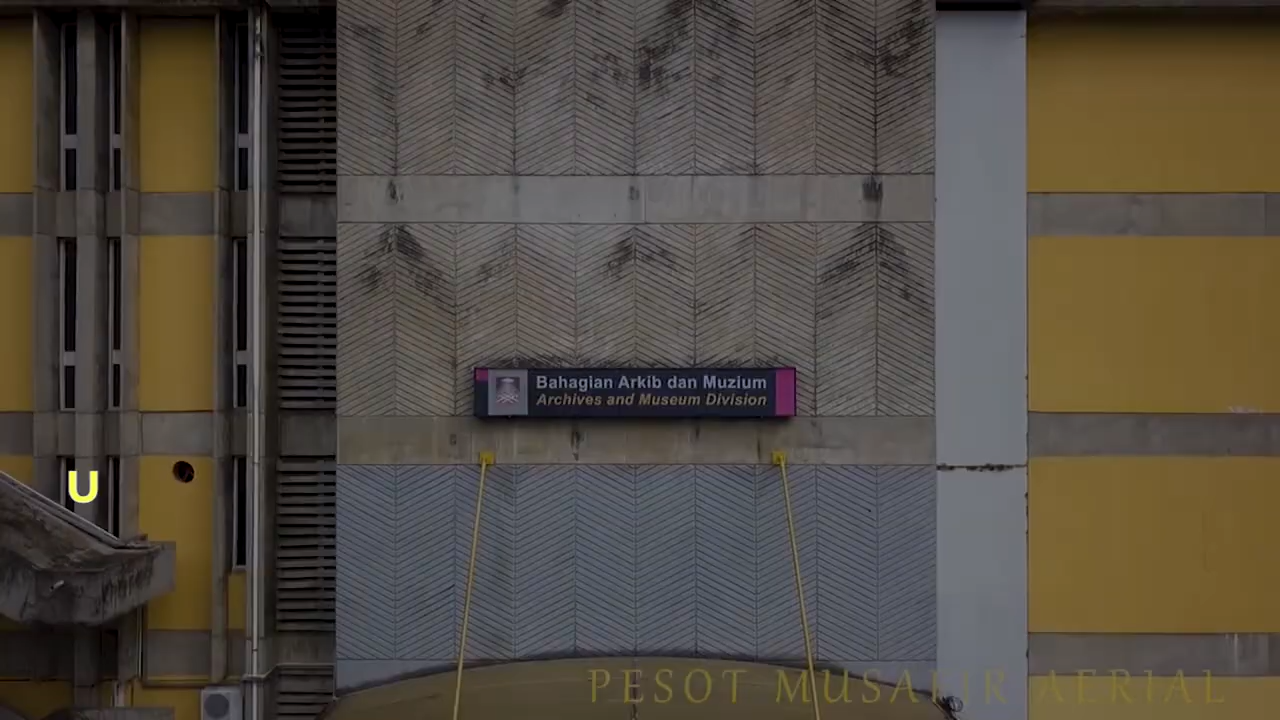 Bahagian Arkib dan Muzium
Archives and Museum Division
U
PESOT MUSAFIR AERIAL